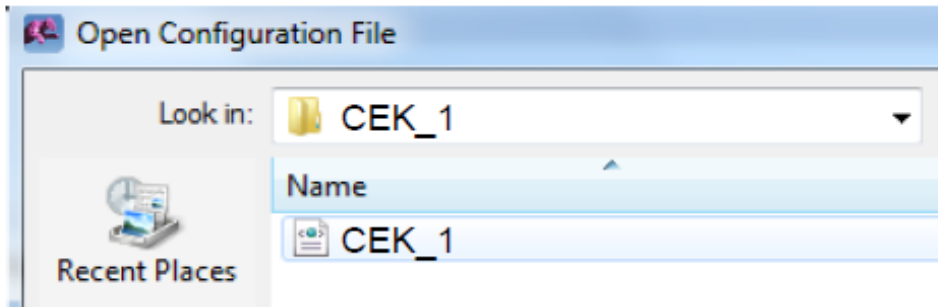 Open Configuration File
Look in: CEK_1
Name
CEK_1
Recent Places